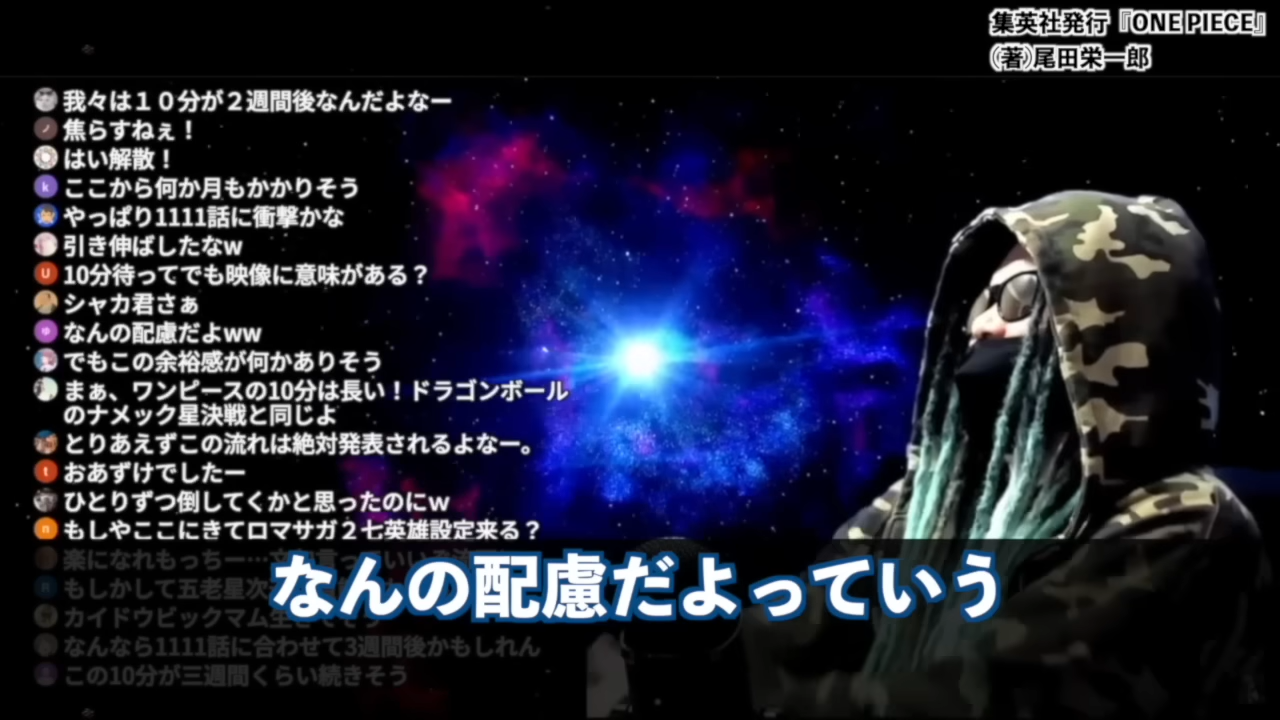 集英社発行『ONE PIECE』
(著)尾田栄一郎
我々は１０分が２週間後なんだよなー
焦らすねぇ！
はい解散！
ここから何か月もかかりそう
やっぱり1111話に衝撃かな
引き伸ばしたなw
10分待ってでも映像に意味がある？
シャカ君さぁ
なんの配慮だよww
でもこの余裕感が何かありそう
まぁ、ワンピースの10分は長い！ドラゴンボール
のナメック星決戦と同じよ
とりあえずこの流れは絶対発表されるよなー。
おあずけでしたー
ひとりずつ倒してくかと思ったのにｗ
もしやここにきてロマサガ２七英雄設定来る？
楽になれもっちー…
もしかして五老星次
なんの配慮だよっていう
カイドウビックマム生
なんなら1111話に合わせて3週間後かもしれん
この10分が三週間くらい続きそう